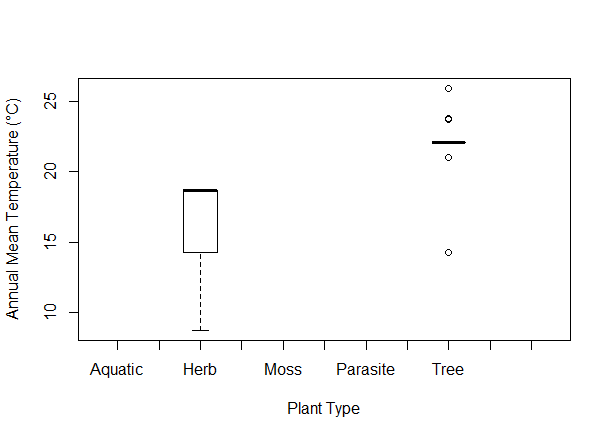 Annual Mean Temperature (°C)
25
20
15
10
Aquatic Herb Moss Parasite Tree
Plant Type